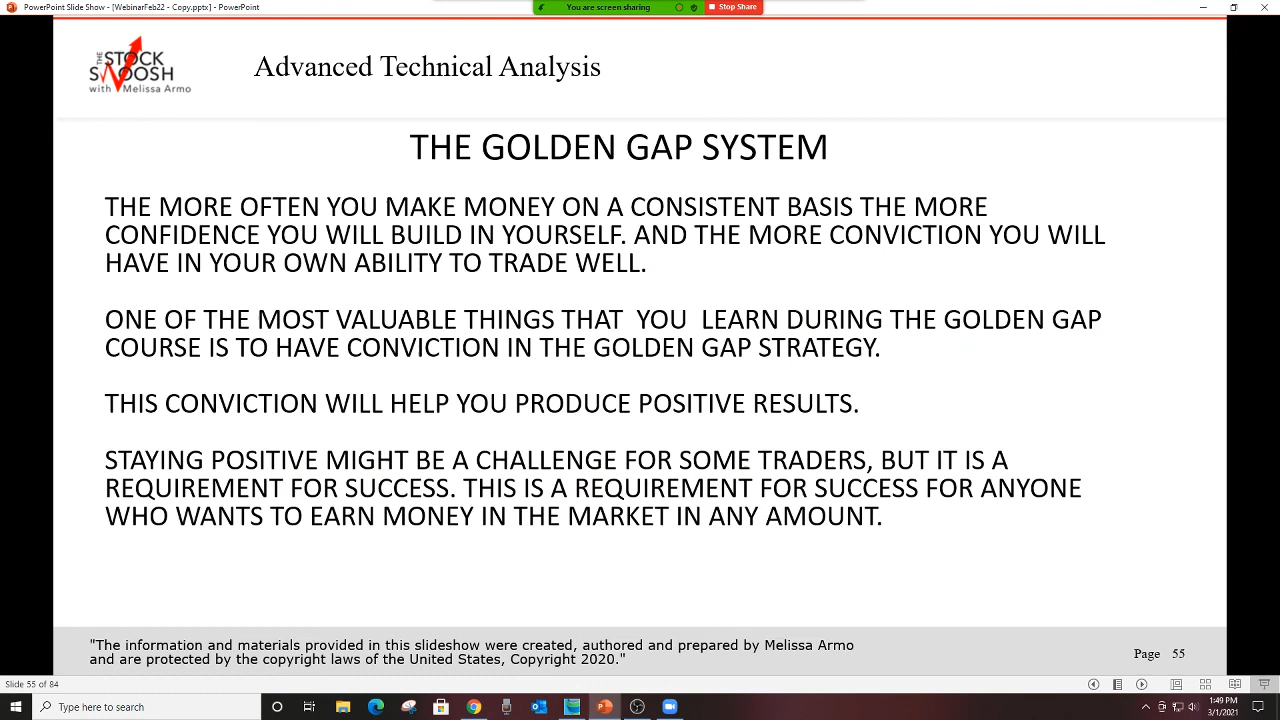 PowerPoint Slide Show - [WebinarFeb22 - Copy.pptx] - PowerPoint
You are screen sharing
Stop Share
THE
STOCK
SWOOSH
with Melissa Armo
Advanced Technical Analysis
THE GOLDEN GAP SYSTEM
THE MORE OFTEN YOU MAKE MONEY ON A CONSISTENT BASIS THE MORE
CONFIDENCE YOU WILL BUILD IN YOURSELF. AND THE MORE CONVICTION YOU WILL
HAVE IN YOUR OWN ABILITY TO TRADE WELL.
ONE OF THE MOST VALUABLE THINGS THAT  YOU  LEARN DURING THE GOLDEN GAP
COURSE IS TO HAVE CONVICTION IN THE GOLDEN GAP STRATEGY.
THIS CONVICTION WILL HELP YOU PRODUCE POSITIVE RESULTS.
STAYING POSITIVE MIGHT BE A CHALLENGE FOR SOME TRADERS, BUT IT IS A
REQUIREMENT FOR SUCCESS. THIS IS A REQUIREMENT FOR SUCCESS FOR ANYONE
WHO WANTS TO EARN MONEY IN THE MARKET IN ANY AMOUNT.
"The information and materials provided in this slideshow were created, authored and prepared by Melissa Armo
and are protected by the copyright laws of the United States, Copyright 2020."
Page 55
Slide 55 of 84
Type here to search
1:49 PM
3/1/2021